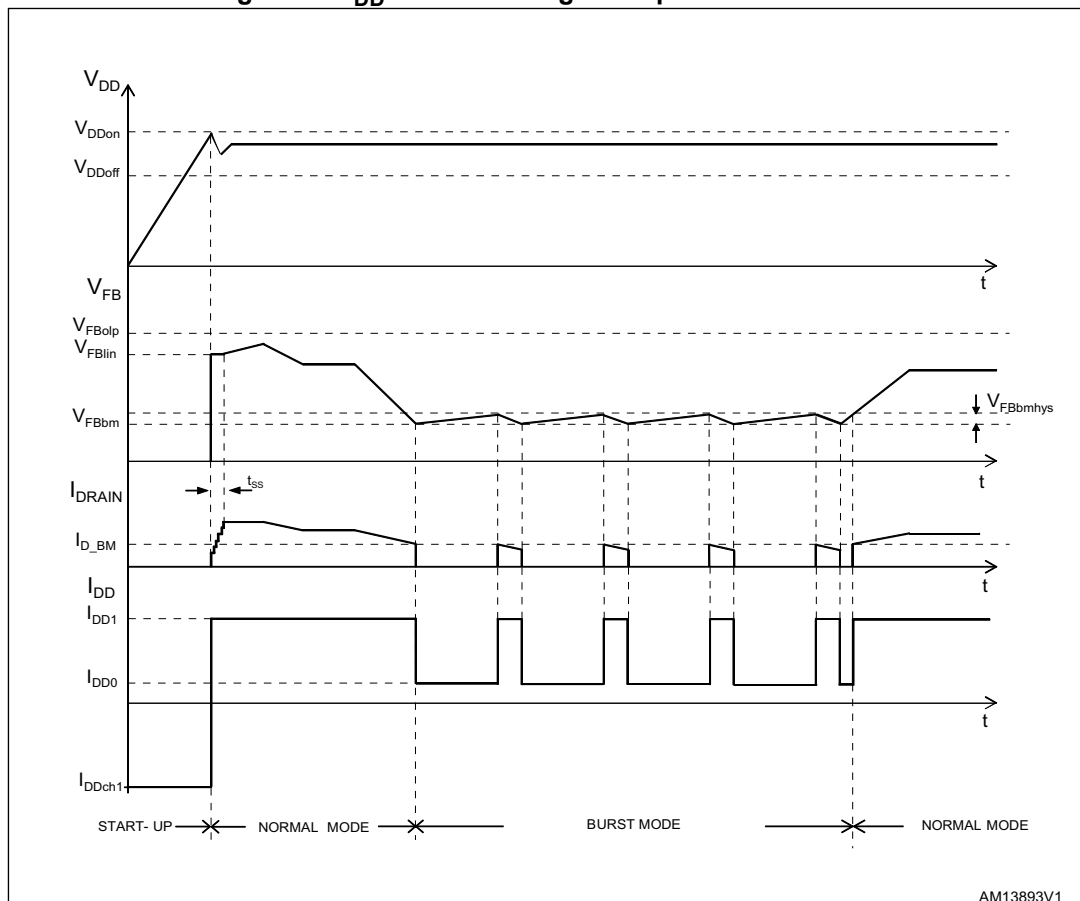 V_DD
V_DDon
V_DDoff
t
V_FB
V_FBolp
V_FBlin
V_FBbm
V_FBbmhys
t
t_ss
I_DRAIN
I_D_BM
t
I_DD
I_DD1
I_DD0
t
I_DDch1
START- UP NORMAL MODE BURST MODE NORMAL MODE
AM13893V1